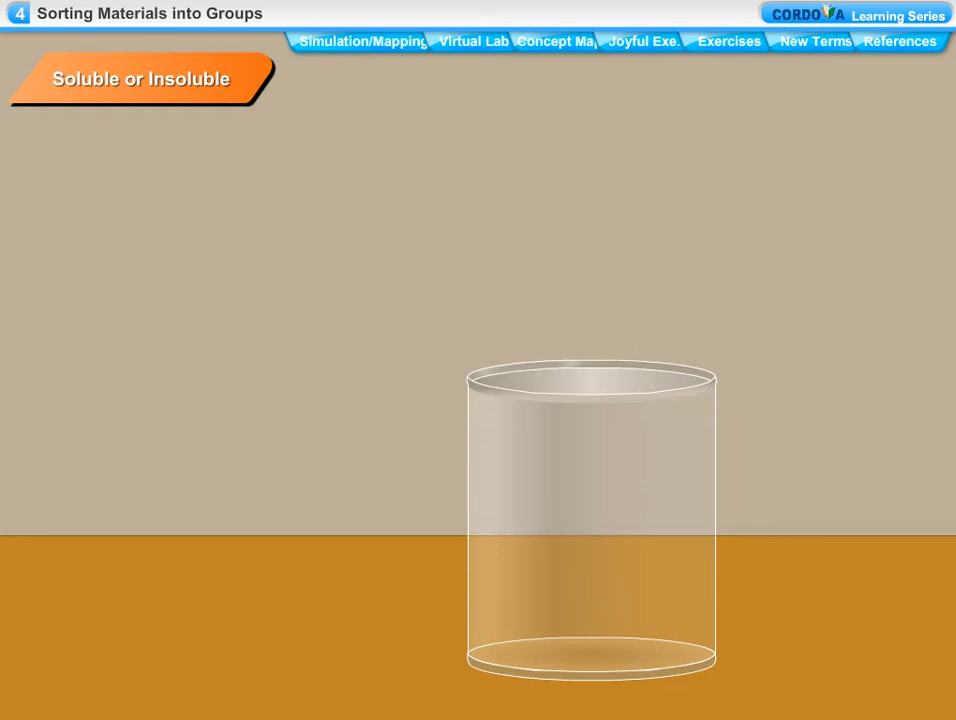 4 Sorting Materials into Groups
CORDOVA Learning Series
Simulation/Mapping Virtual Lab Concept Ma Joyful Exe. Exercises New Terms References
Soluble or Insoluble